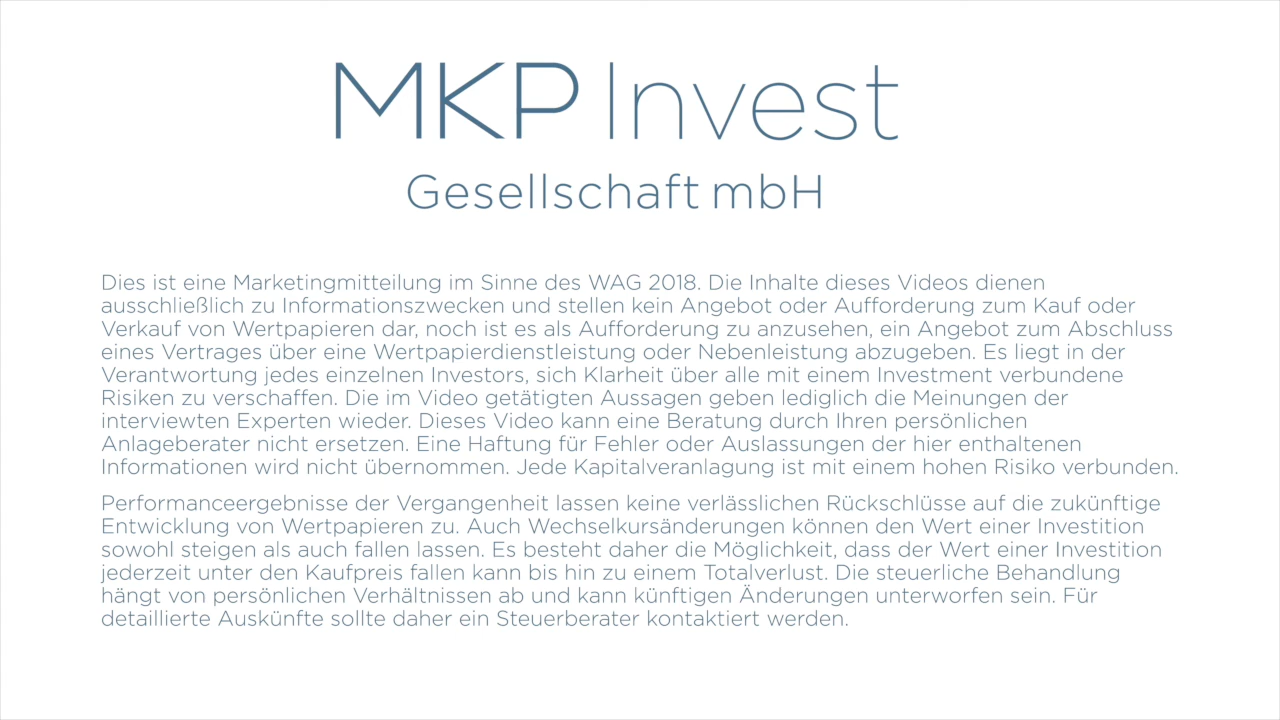 MKP Invest
Gesellschaft mbH
Dies ist eine Marketingmitteilung im Sinne des WAG 2018. Die Inhalte dieses Videos dienen
ausschließlich zu Informationszwecken und stellen kein Angebot oder Aufforderung zum Kauf oder
Verkauf von Wertpapieren dar, noch ist es als Aufforderung zu anzusehen, ein Angebot zum Abschluss
eines Vertrages über eine Wertpapierdienstleistung oder Nebenleistung abzugeben. Es liegt in der
Verantwortung jedes einzelnen Investors, sich Klarheit über alle mit einem Investment verbundene
Risiken zu verschaffen. Die im Video getätigten Aussagen geben lediglich die Meinungen der
interviewten Experten wieder. Dieses Video kann eine Beratung durch Ihren persönlichen
Anlageberater nicht ersetzen. Eine Haftung für Fehler oder Auslassungen der hier enthaltenen
Informationen wird nicht übernommen. Jede Kapitalveranlagung ist mit einem hohen Risiko verbunden.
Performanceergebnisse der Vergangenheit lassen keine verlässlichen Rückschlüsse auf die zukünftige
Entwicklung von Wertpapieren zu. Auch Wechselkursänderungen können den Wert einer Investition
sowohl steigen als auch fallen lassen. Es besteht daher die Möglichkeit, dass der Wert einer Investition
jederzeit unter den Kaufpreis fallen kann bis hin zu einem Totalverlust. Die steuerliche Behandlung
hängt von persönlichen Verhältnissen ab und kann künftigen Änderungen unterworfen sein. Für
detaillierte Auskünfte sollte daher ein Steuerberater kontaktiert werden.